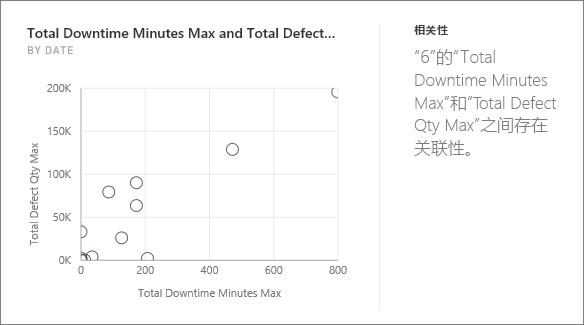 Total Downtime Minutes Max and Total Defect...
BY DATE
相关性
“6”的“Total
Downtime Minutes
Max”和“Total Defect
Qty Max”之间存在
关联性。
Total Defect Qty Max
200K
150K
100K
50K
0K
0
200
400
600
800
Total Downtime Minutes Max